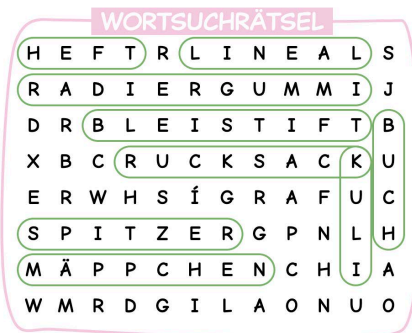 WORTSUCHRÄTSEL
H E F T R L I N E A L S
R A D I E R G U M M I J
D R B L E I S T I F T B
X B C R U C K S A C K U
E R W H S Í G R A F U C
S P I T Z E R G P N L H
M Ä P P C H E N C H I A
W M R D G I L A O N U O